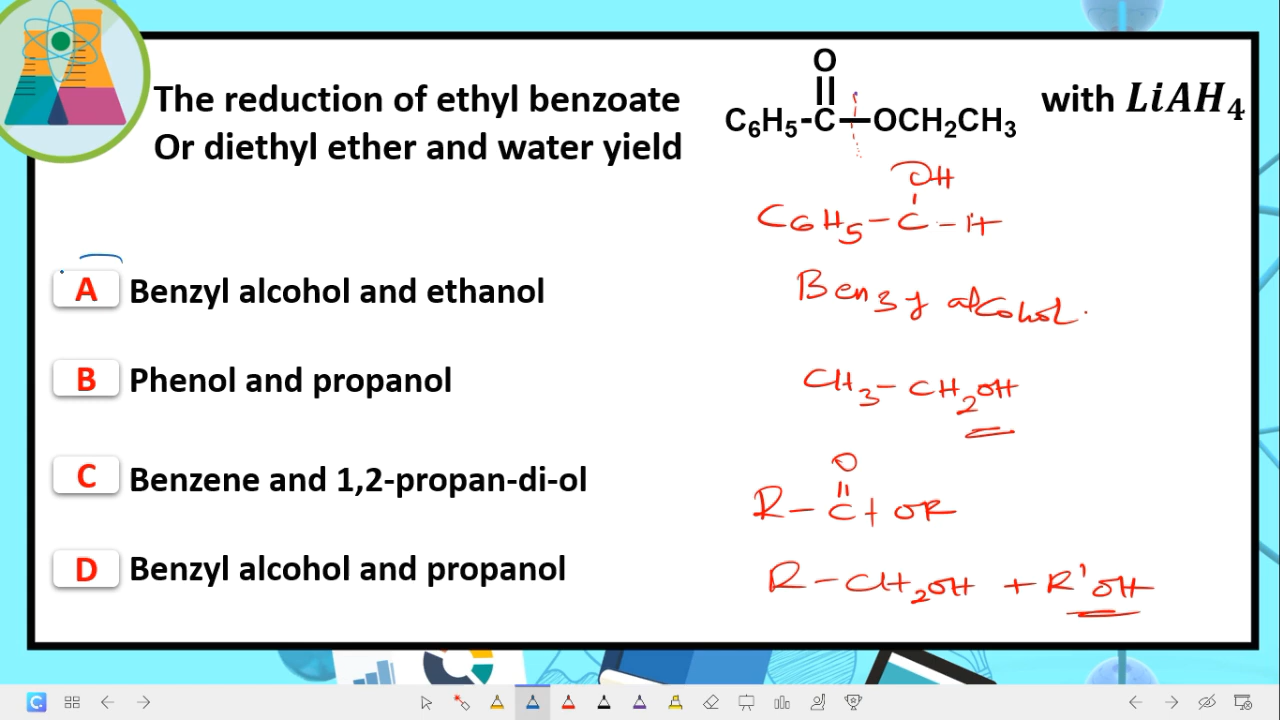 The reduction of ethyl benzoate
Or diethyl ether and water yield
O
C6H5-C-OCH2CH3
with LiAH4
OH
C6H5-C-H
Benzy alcohol.
CH3-CH2OH
O
R-C+OR
R-CH2OH +R'OH
A Benzyl alcohol and ethanol
B Phenol and propanol
C Benzene and 1,2-propan-di-ol
D Benzyl alcohol and propanol